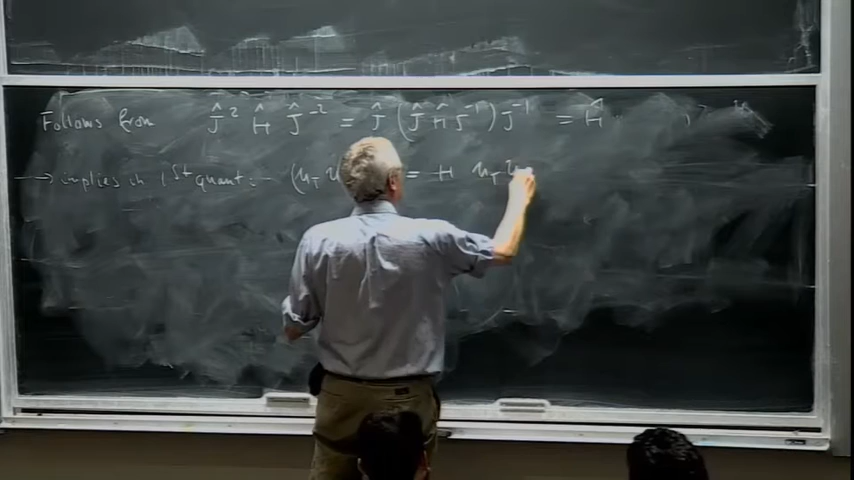 Follows from Ĵ² Ĥ Ĵ⁻² = Ĵ (Ĵ Ĥ Ĵ⁻¹) Ĵ⁻¹ = Ĥ
→ implies in 1st quant: (u_T = H u_T